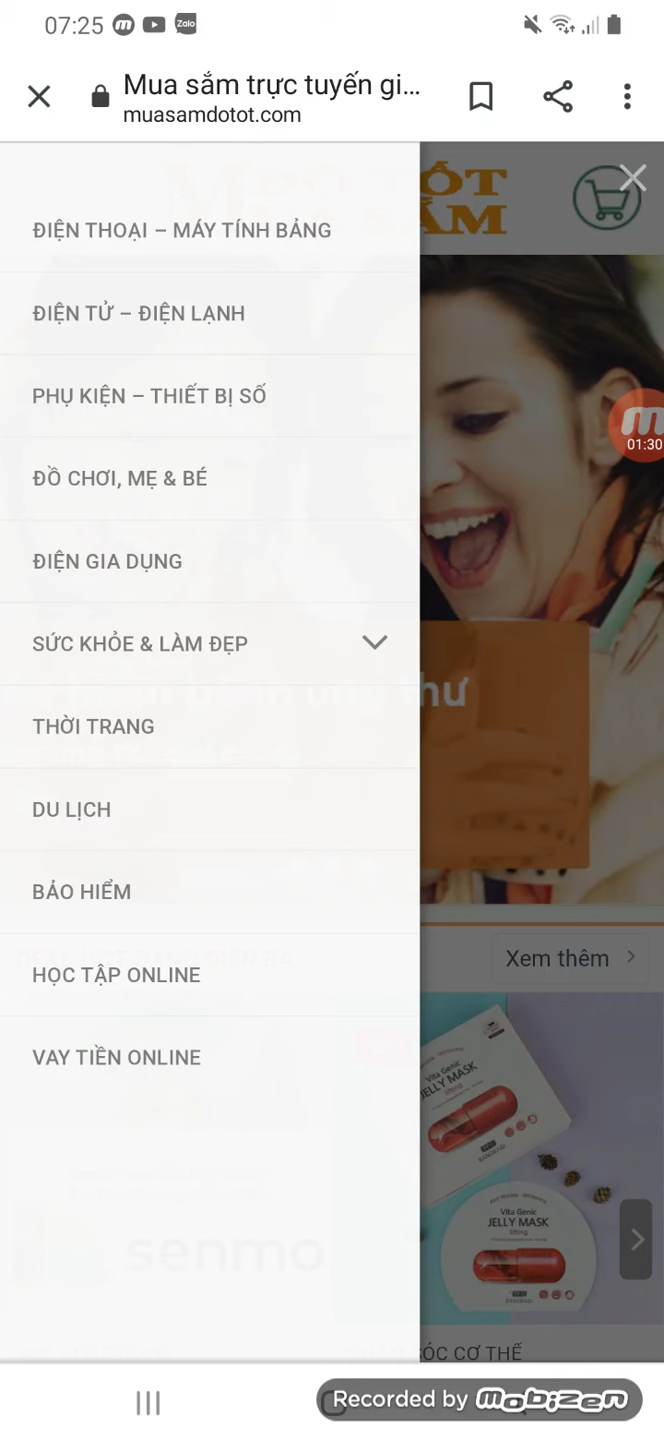 07:25 Zalo
Mua sắm trực tuyến gi...
muasamdotot.com
ĐIỆN THOẠI – MÁY TÍNH BẢNG
ĐIỆN TỬ – ĐIỆN LẠNH
PHỤ KIỆN – THIẾT BỊ SỐ
01:30
ĐỒ CHƠI, MẸ & BÉ
ĐIỆN GIA DỤNG
SỨC KHỎE & LÀM ĐẸP
THỜI TRANG
DU LỊCH
BẢO HIỂM
HỌC TẬP ONLINE
Xem thêm
VAY TIỀN ONLINE
Vita Genic
JELLY MASK
lifting
Vita Genic
JELLY MASK
lifting
senmo
SÓC CƠ THỂ
Recorded by mobizen